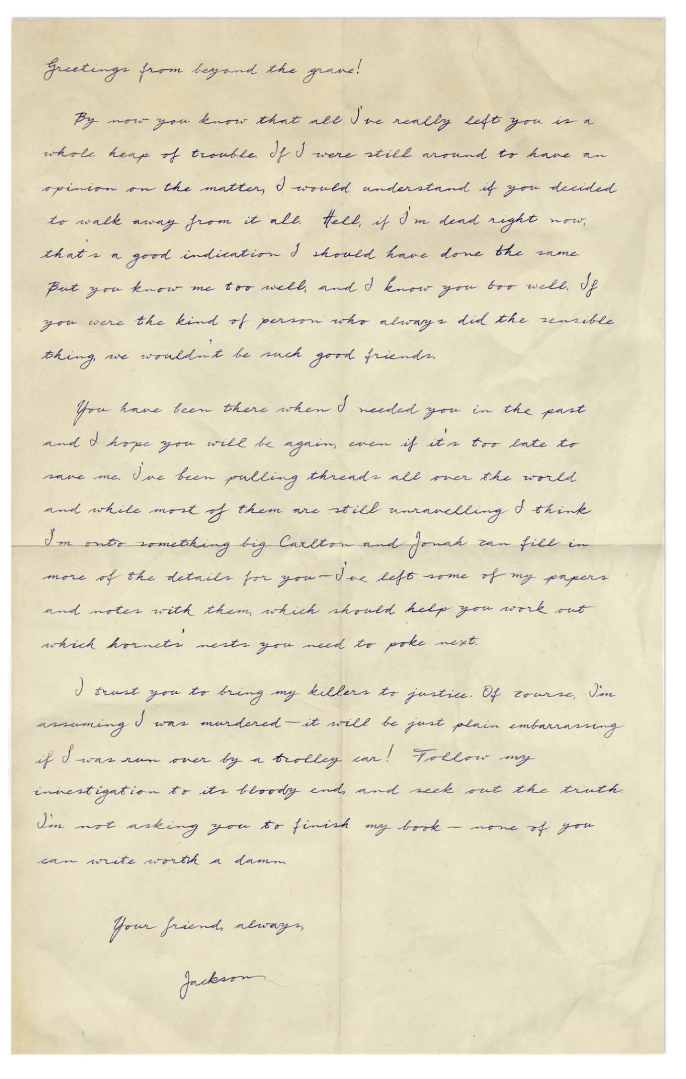 Greetings from beyond the grave!
By now you know that all I've really left you is a
whole heap of trouble. If I were still around to have an
opinion on the matter, I would understand if you decided
to walk away from it all. Hell, if I'm dead right now,
that's a good indication I should have done the same.
But you know me too well, and I know you too well. If
you were the kind of person who always did the sensible
thing, we wouldn't be such good friends.
You have been there when I needed you in the past
and I hope you will be again, even if it's too late to
save me. I've been pulling threads all over the world
and while most of them are still unravelling I think
I'm onto something big. Carlton and Jonah can fill in
more of the details for you—I've left some of my papers
and notes with them, which should help you work out
which hornets' nests you need to poke next.
I trust you to bring my killers to justice. Of course, I'm
assuming I was murdered—it will be just plain embarrassing
if I was run over by a trolley car! Follow my
investigation to its bloody end, and seek out the truth.
I'm not asking you to finish my book — none of you
can write worth a damn.
Your friend, always,
Jackson